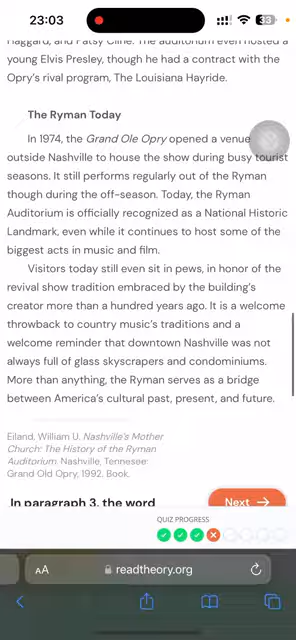 23:03
33
Haggard, and Patsy Cline. The auditorium even hosted a
young Elvis Presley, though he had a contract with the
Opry's rival program, The Louisiana Hayride.
The Ryman Today
In 1974, the Grand Ole Opry opened a venue
outside Nashville to house the show during busy tourist
seasons. It still performs regularly out of the Ryman
though during the off-season. Today, the Ryman
Auditorium is officially recognized as a National Historic
Landmark, even while it continues to host some of the
biggest acts in music and film.
Visitors today still even sit in pews, in honor of the
revival show tradition embraced by the building's
creator more than a hundred years ago. It is a welcome
throwback to country music's traditions and a
welcome reminder that downtown Nashville was not
always full of glass skyscrapers and condominiums.
More than anything, the Ryman serves as a bridge
between America's cultural past, present, and future.
Eiland, William U. Nashville's Mother
Church: The History of the Ryman
Auditorium. Nashville, Tenneser:
Grand Old Opry, 1992. Book.
In paragraph 3, the word
Next
QUIZ PROGRESS
AA
readtheory.org